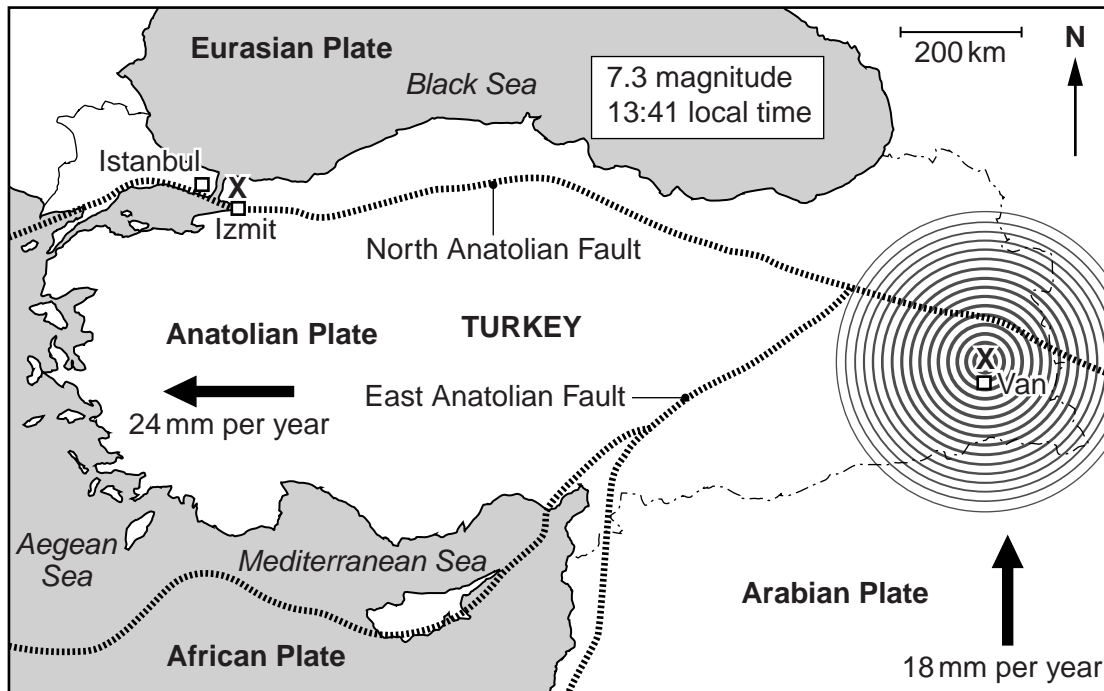 Eurasian Plate
Black Sea
7.3 magnitude
13:41 local time
200 km
N
Istanbul
X
Izmit
North Anatolian Fault
Anatolian Plate
TURKEY
24 mm per year
East Anatolian Fault
X
Van
Aegean
Sea
Mediterranean Sea
Arabian Plate
African Plate
18 mm per year